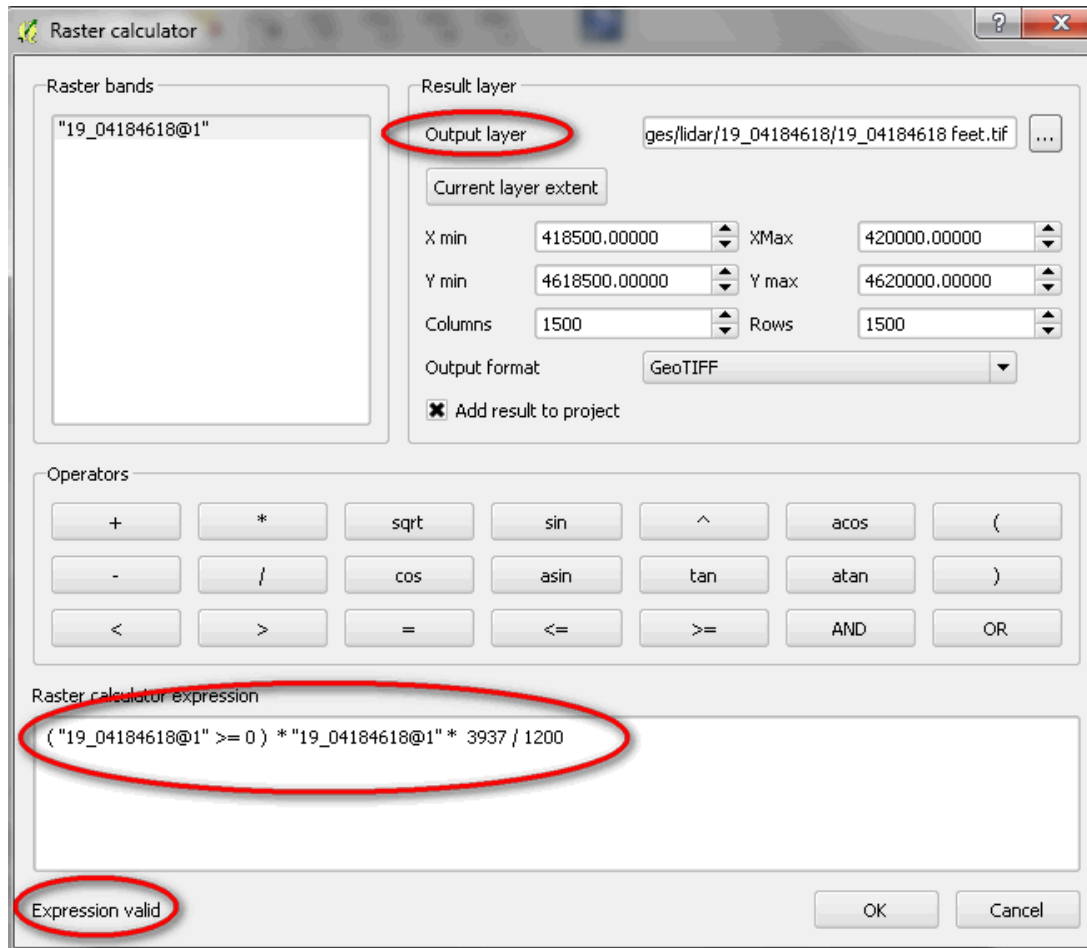 Raster calculator
?
X
Raster bands
"19_04184618@1"
Result layer
Output layer
ges/lidar/19_04184618/19_04184618 feet.tif
...
Current layer extent
X min
418500.00000
XMax
420000.00000
Y min
4618500.00000
Y max
4620000.00000
Columns
1500
Rows
1500
Output format
GeoTIFF
Add result to project
Operators
+
*
sqrt
sin
^
acos
(
-
/
cos
asin
tan
atan
)
<
>
=
<=
>=
AND
OR
Raster calculator expression
( "19_04184618@1" >= 0 ) * "19_04184618@1" * 3937 / 1200
Expression valid
OK
Cancel